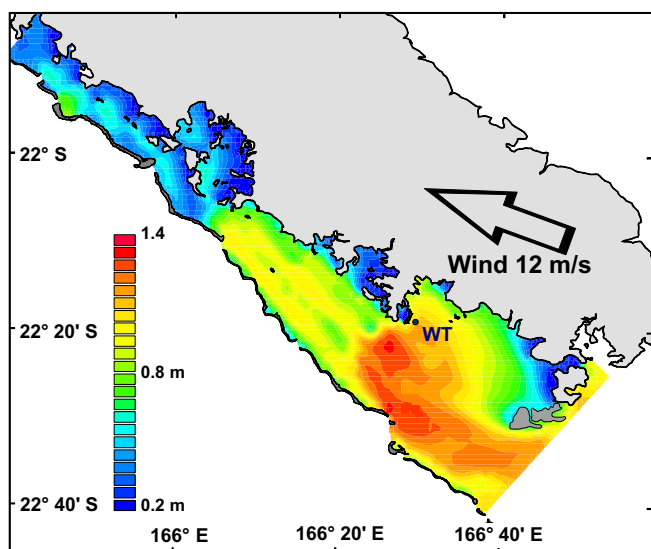 22° S
1.4
Wind 12 m/s
22° 20' S
WT
0.8 m
22° 40' S
0.2 m
166° E
166° 20' E
166° 40' E